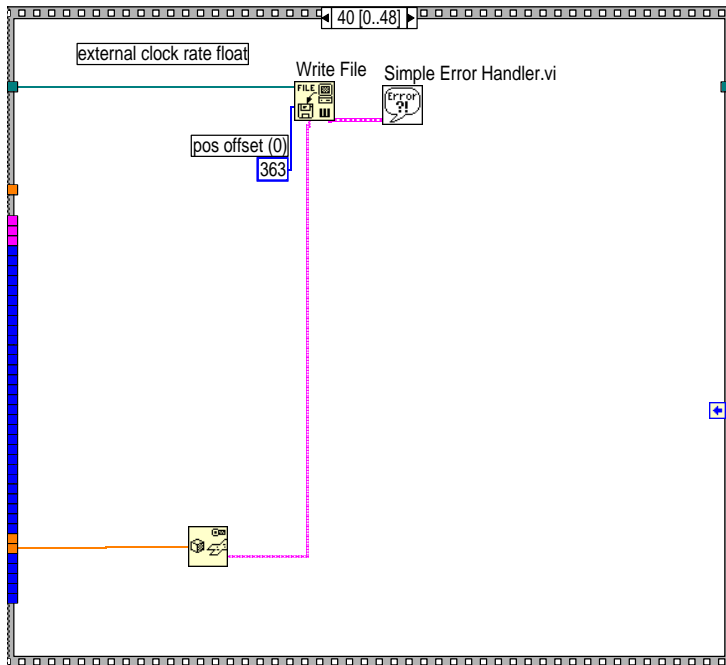 40 [0..48]
external clock rate float
Write File
Simple Error Handler.vi
FILE
W
Error
?!
pos offset (0)
363